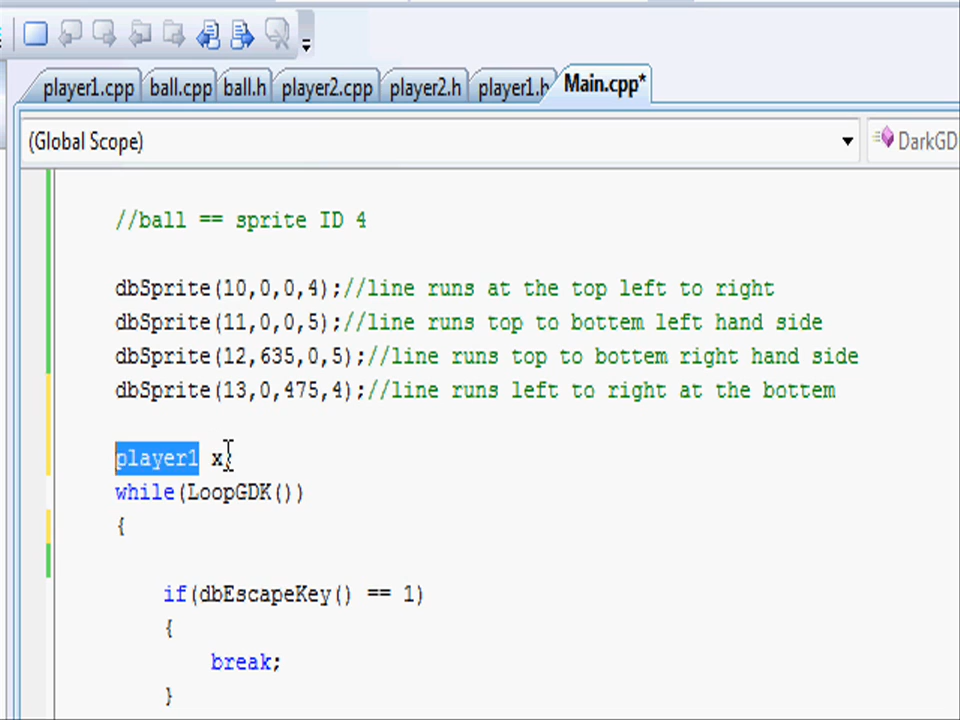 player1.cpp ball.cpp ball.h player2.cpp player2.h player1.h Main.cpp*
(Global Scope) DarkGD
//ball == sprite ID 4
dbSprite(10,0,0,4);//line runs at the top left to right
dbSprite(11,0,0,5);//line runs top to bottem left hand side
dbSprite(12,635,0,5);//line runs top to bottem right hand side
dbSprite(13,0,475,4);//line runs left to right at the bottem
player1 x;
while(LoopGDK())
{
if(dbEscapeKey() == 1)
{
break;
}